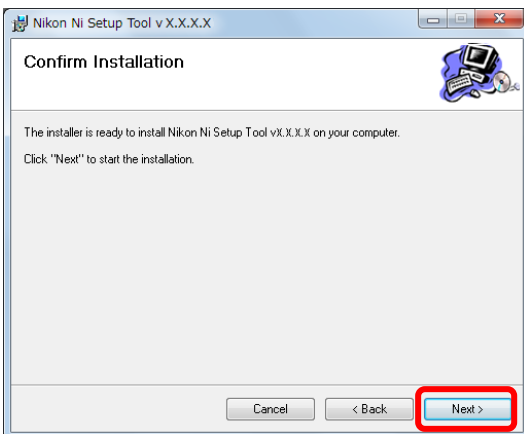 Nikon Ni Setup Tool v X.X.X.X
Confirm Installation
The installer is ready to install Nikon Ni Setup Tool vX.X.X.X on your computer.
Click "Next" to start the installation.
Cancel
< Back
Next >